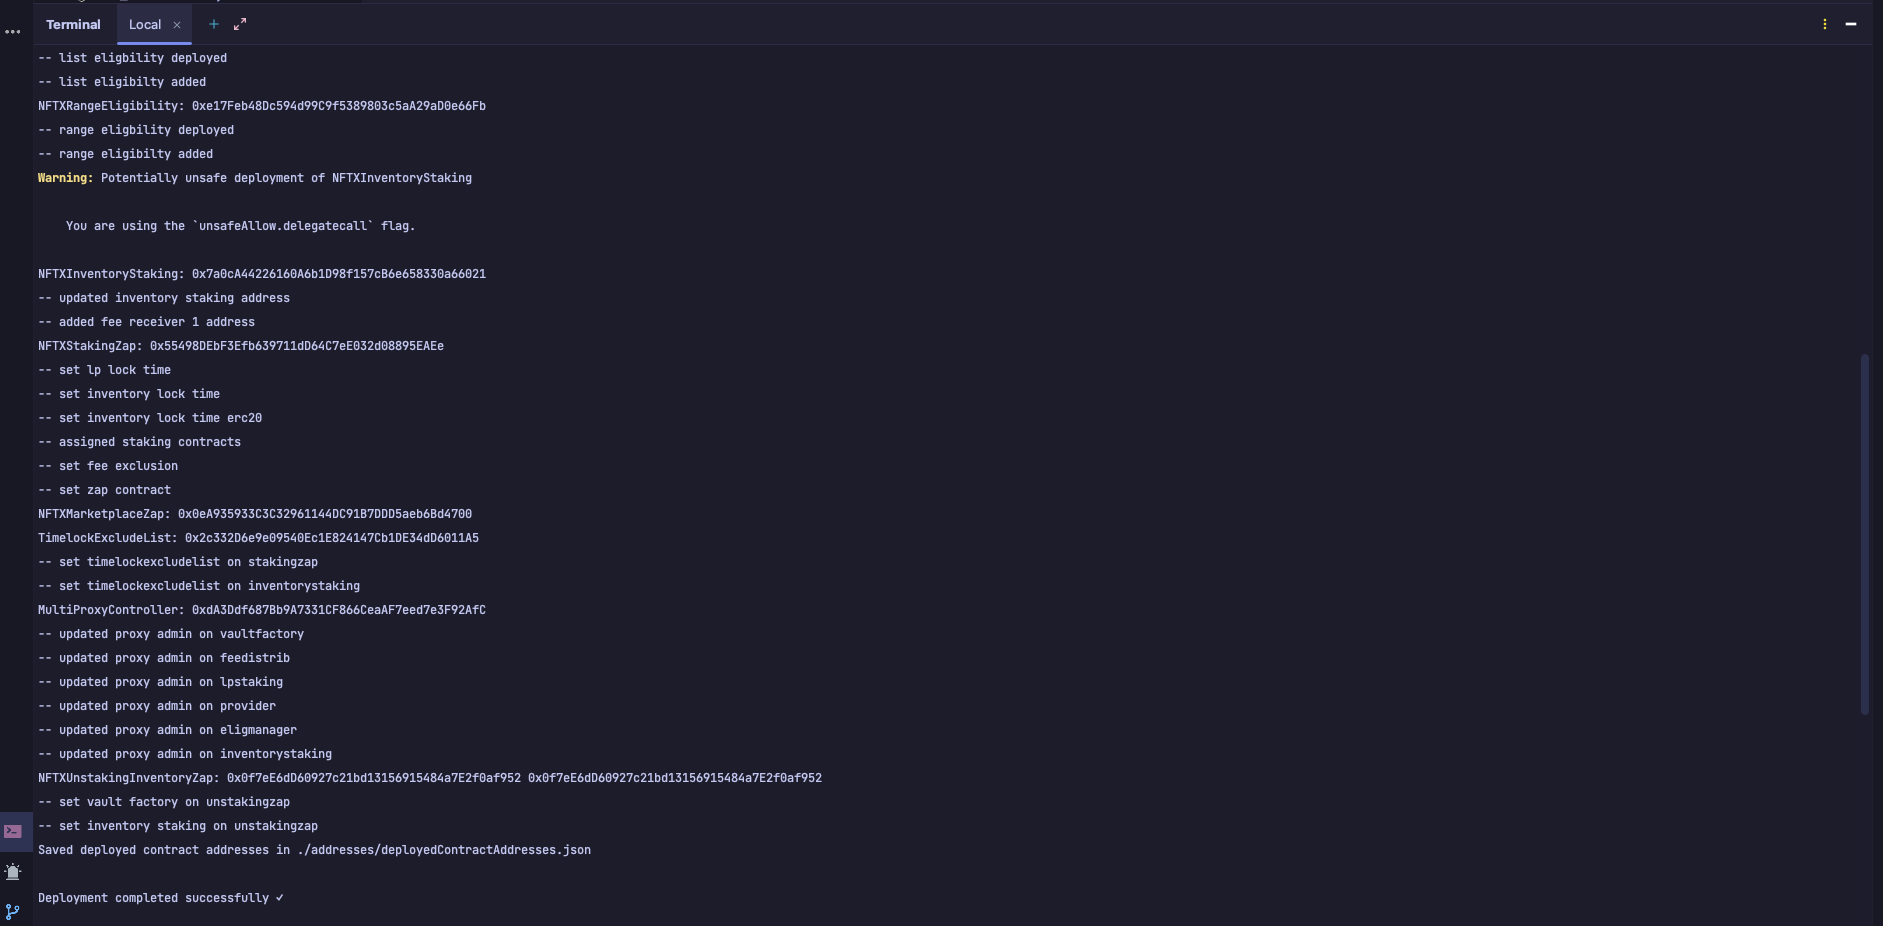 Terminal Local
-- list eligbility deployed
-- list eligibilty added
NFTXRangeEligibility: 0xe17Feb48Dc594d99C9f5389803c5aA29aD0e66Fb
-- range eligbility deployed
-- range eligibilty added
Warning: Potentially unsafe deployment of NFTXInventoryStaking
You are using the `unsafeAllow.delegatecall` flag.
NFTXInventoryStaking: 0x7a0cA44226160A6b1D98f157cB6e658330a66021
-- updated inventory staking address
-- added fee receiver 1 address
NFTXStakingZap: 0x55498DEbF3Efb639711dD64C7eE032d08895EAEe
-- set lp lock time
-- set inventory lock time
-- set inventory lock time erc20
-- assigned staking contracts
-- set fee exclusion
-- set zap contract
NFTXMarketplaceZap: 0x0eA935933C3C32961144DC91B7DDD5aeb6Bd4700
TimelockExcludeList: 0x2c332D6e9e09540Ec1E824147Cb1DE34dD6011A5
-- set timelockexcludelist on stakingzap
-- set timelockexcludelist on inventorystaking
MultiProxyController: 0xdA3Ddf687Bb9A7331CF866CeaAF7eed7e3F92AfC
-- updated proxy admin on vaultfactory
-- updated proxy admin on feedistrib
-- updated proxy admin on lpstaking
-- updated proxy admin on provider
-- updated proxy admin on eligmanager
-- updated proxy admin on inventorystaking
NFTXUnstakingInventoryZap: 0x0f7eE6dD60927c21bd13156915484a7E2f0af952 0x0f7eE6dD60927c21bd13156915484a7E2f0af952
-- set vault factory on unstakingzap
-- set inventory staking on unstakingzap
Saved deployed contract addresses in ./addresses/deployedContractAddresses.json
Deployment completed successfully ✓